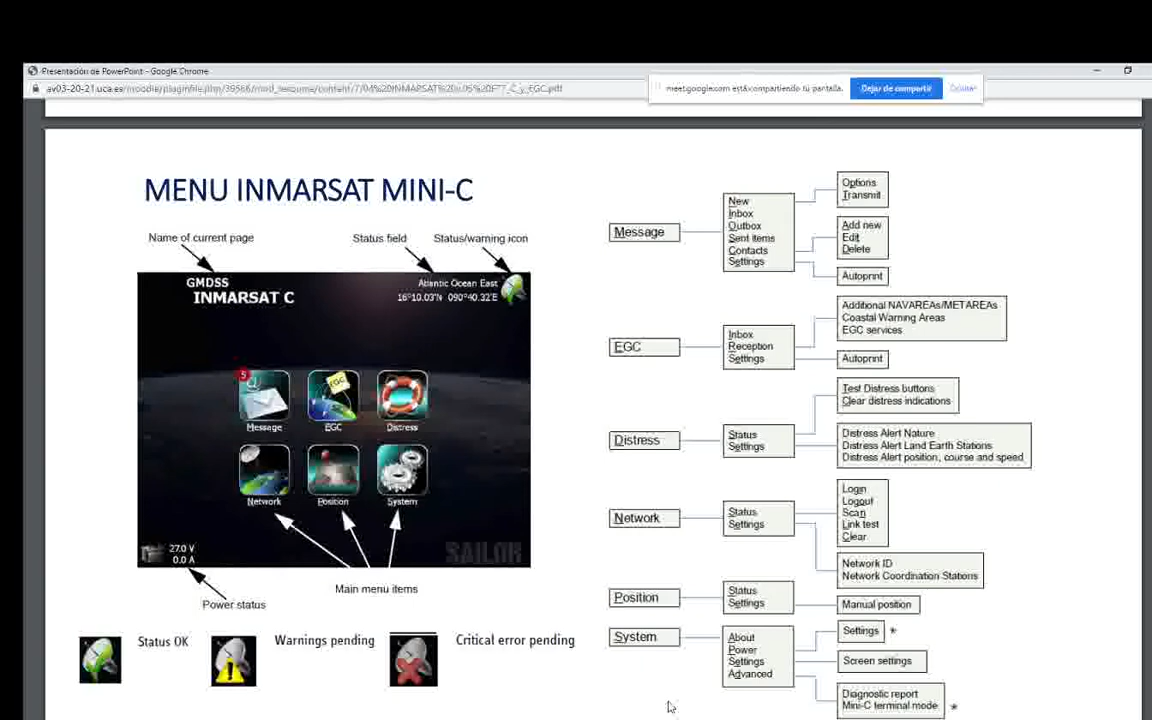 Presentación de PowerPoint - Google Chrome
meet.google.com está compartiendo tu pantalla.
Dejar de compartir
Ocultar
MENU INMARSAT MINI-C
Name of current page
Status field
Status/warning icon
GMDSS
INMARSAT C
Atlantic Ocean East
16°10.03'N 090°40.32'E
5
Message
EGC
Distress
Network
Position
System
27.0 V
0.0 A
SAILOR
Main menu items
Power status
Status OK
Warnings pending
Critical error pending
Message
New
Inbox
Outbox
Sent items
Contacts
Settings
Options
Transmit
Add new
Edit
Delete
Autoprint
EGC
Inbox
Reception
Settings
Additional NAVAREAs/METAREAs
Coastal Warning Areas
EGC services
Autoprint
Distress
Status
Settings
Test Distress buttons
Clear distress indications
Distress Alert Nature
Distress Alert Land Earth Stations
Distress Alert position, course and speed
Network
Status
Settings
Login
Logout
Scan
Link test
Clear
Network ID
Network Coordination Stations
Position
Status
Settings
Manual position
System
About
Power
Settings
Advanced
Settings *
Screen settings
Diagnostic report
Mini-C terminal mode *